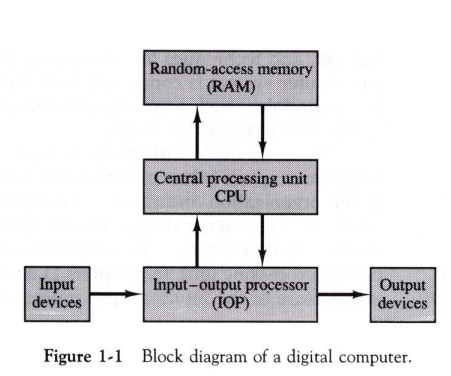 Random-access memory
(RAM)
Central processing unit
CPU
Input
devices
Input–output processor
(IOP)
Output
devices
Figure 1-1 Block diagram of a digital computer.